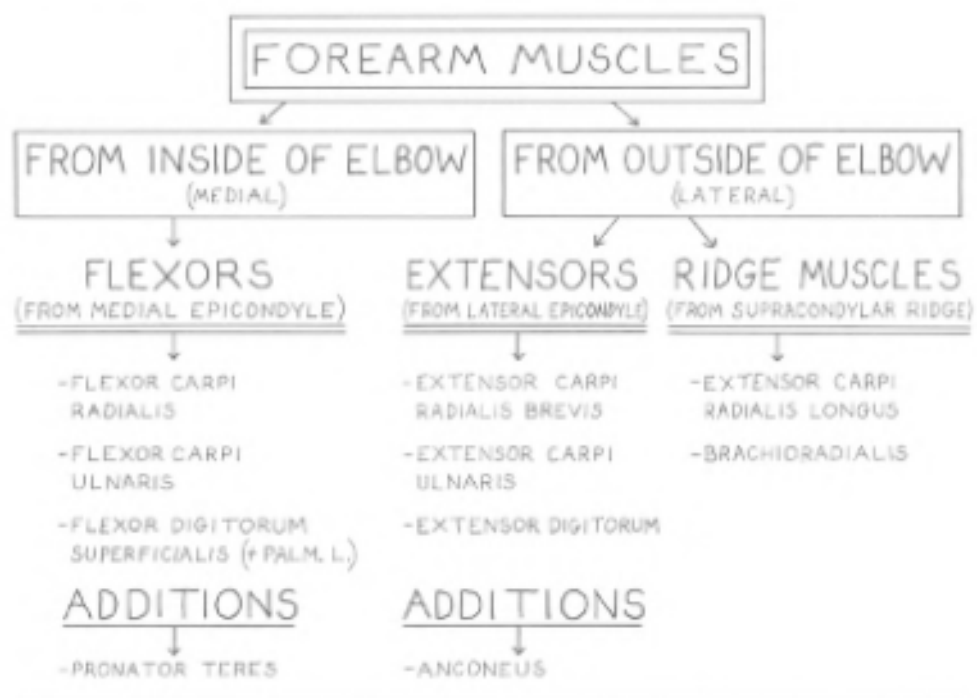 FOREARM MUSCLES
FROM INSIDE OF ELBOW
(MEDIAL)
FROM OUTSIDE OF ELBOW
(LATERAL)
FLEXORS
(FROM MEDIAL EPICONDYLE)
-FLEXOR CARPI
RADIALIS
-FLEXOR CARPI
ULNARIS
-FLEXOR DIGITORUM
SUPERFICIALIS (+ PALM. L.)
ADDITIONS
-PRONATOR TERES
EXTENSORS
(FROM LATERAL EPICONDYLE)
-EXTENSOR CARPI
RADIALIS BREVIS
-EXTENSOR CARPI
ULNARIS
-EXTENSOR DIGITORUM
ADDITIONS
-ANCONEUS
RIDGE MUSCLES
(FROM SUPRACONDYLAR RIDGE)
-EXTENSOR CARPI
RADIALIS LONGUS
-BRACHIORADIALIS